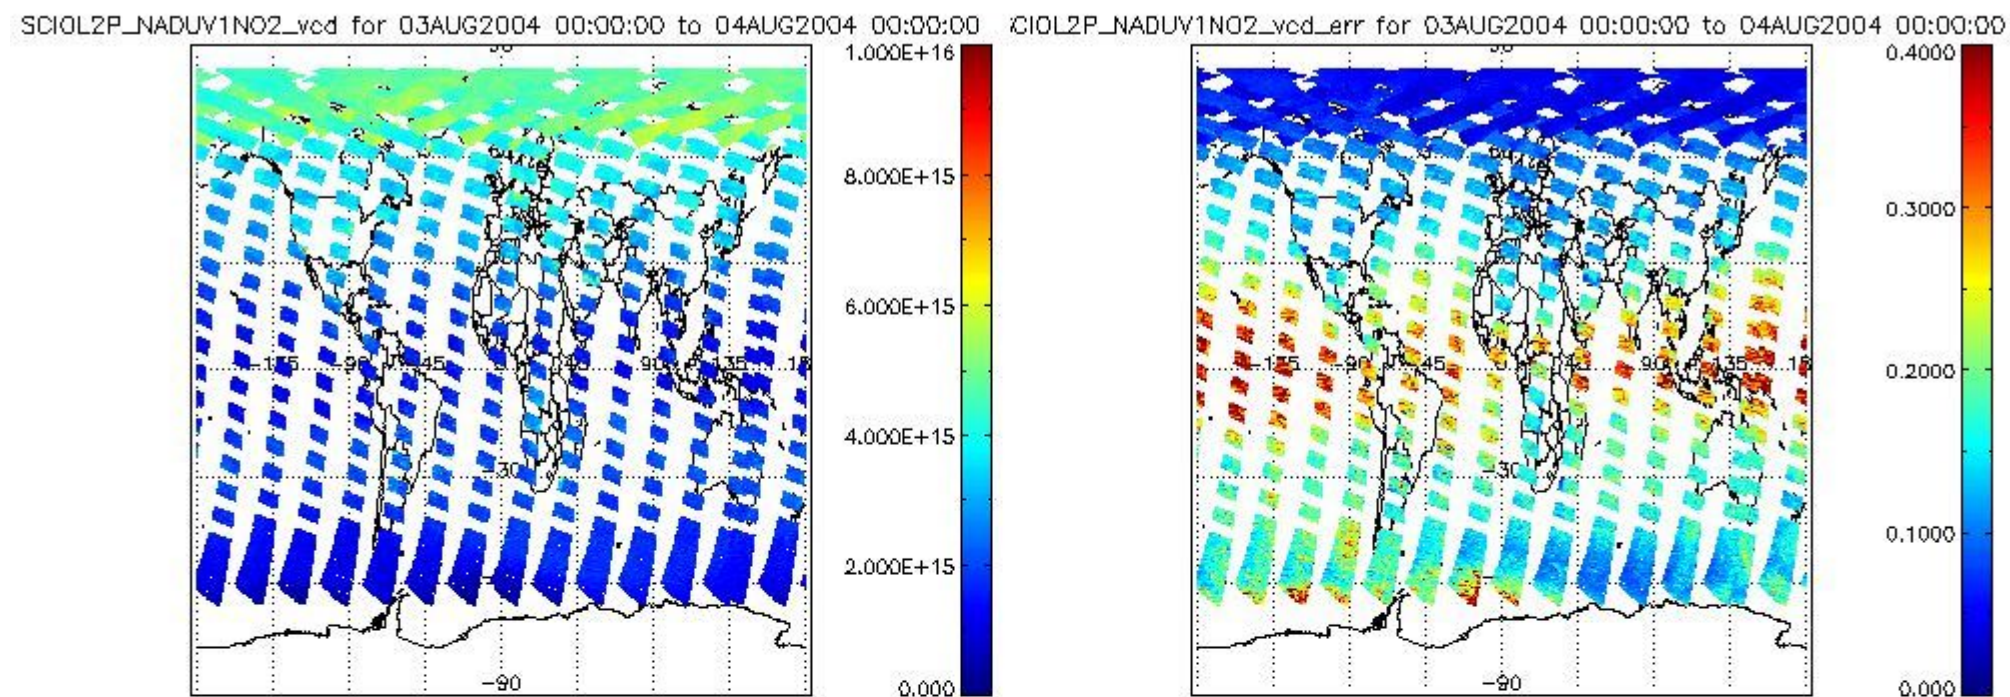 SCIOL2P_NADUV1NO2_vcd for 03AUG2004 00:00:00 to 04AUG2004 00:00:00
1.000E+16
8.000E+15
6.000E+15
4.000E+15
2.000E+15
0.000
-135 -90 -45 45 90 135
-30
-90
CIOL2P_NADUV1NO2_vcd_err for 03AUG2004 00:00:00 to 04AUG2004 00:00:00
0.4000
0.3000
0.2000
0.1000
0.000
-135 -90 -45 45 90 135
-30
-90